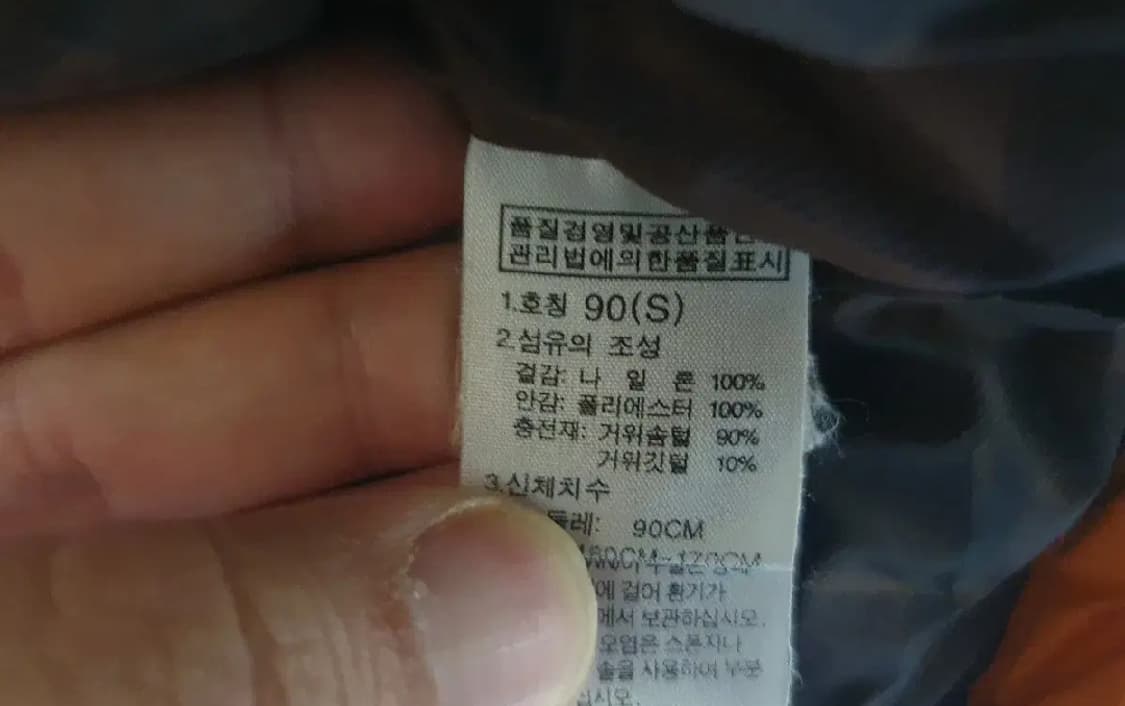 품질경영및공산품안
관리법에의한품질표시
1.호칭 90(S)
2.섬유의 조성
겉감: 나 일 론 100%
안감: 폴리에스터 100%
충전재: 거위솜털 90%
거위깃털 10%
3.신체치수
둘레: 90CM
에 걸어 환기가
에서 보관하십시오.
오염은 스폰지나
솔을 사용하여 부분
십시오.